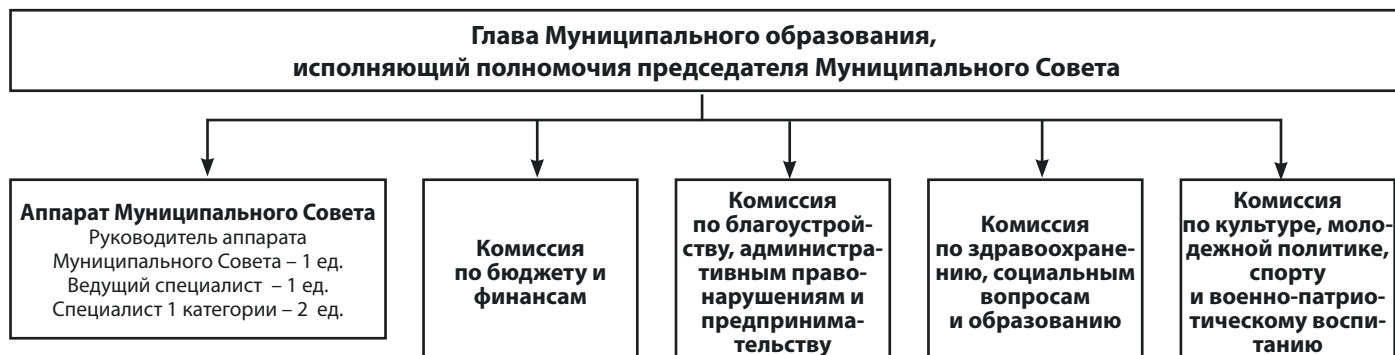 Глава Муниципального образования,
исполняющий полномочия председателя Муниципального Совета
Аппарат Муниципального Совета
Руководитель аппарата
Муниципального Совета – 1 ед.
Ведущий специалист – 1 ед.
Специалист 1 категории – 2 ед.
Комиссия
по бюджету и
финансам
Комиссия
по благоустрой-
ству, администра-
тивным право-
нарушениям и
предпринима-
тельству
Комиссия
по здравоохране-
нию, социальным
вопросам
и образованию
Комиссия
по культуре, моло-
дежной политике,
спорту
и военно-патрио-
тическому воспи-
танию